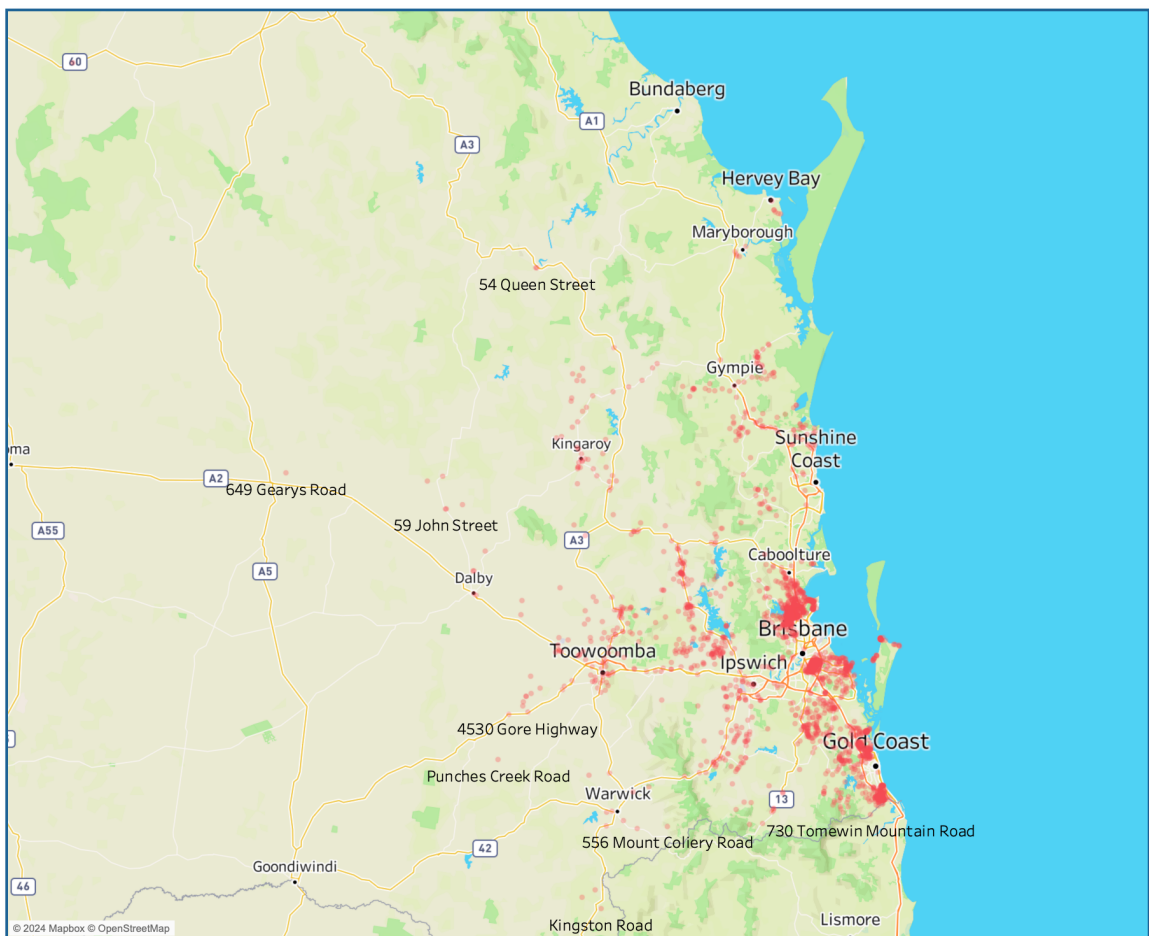 60
Bundaberg
A1
A3
Hervey Bay
Maryborough
54 Queen Street
Gympie
Sunshine
Coast
Kingaroy
oma
A2
649 Gearys Road
59 John Street
A55
A3
Caboolture
A5
Dalby
Brisbane
Toowoomba
Ipswich
4530 Gore Highway
Gold Coast
Punches Creek Road
Warwick
13
730 Tomewin Mountain Road
556 Mount Coliery Road
42
Goondiwindi
46
Lismore
Kingston Road
© 2024 Mapbox © OpenStreetMap